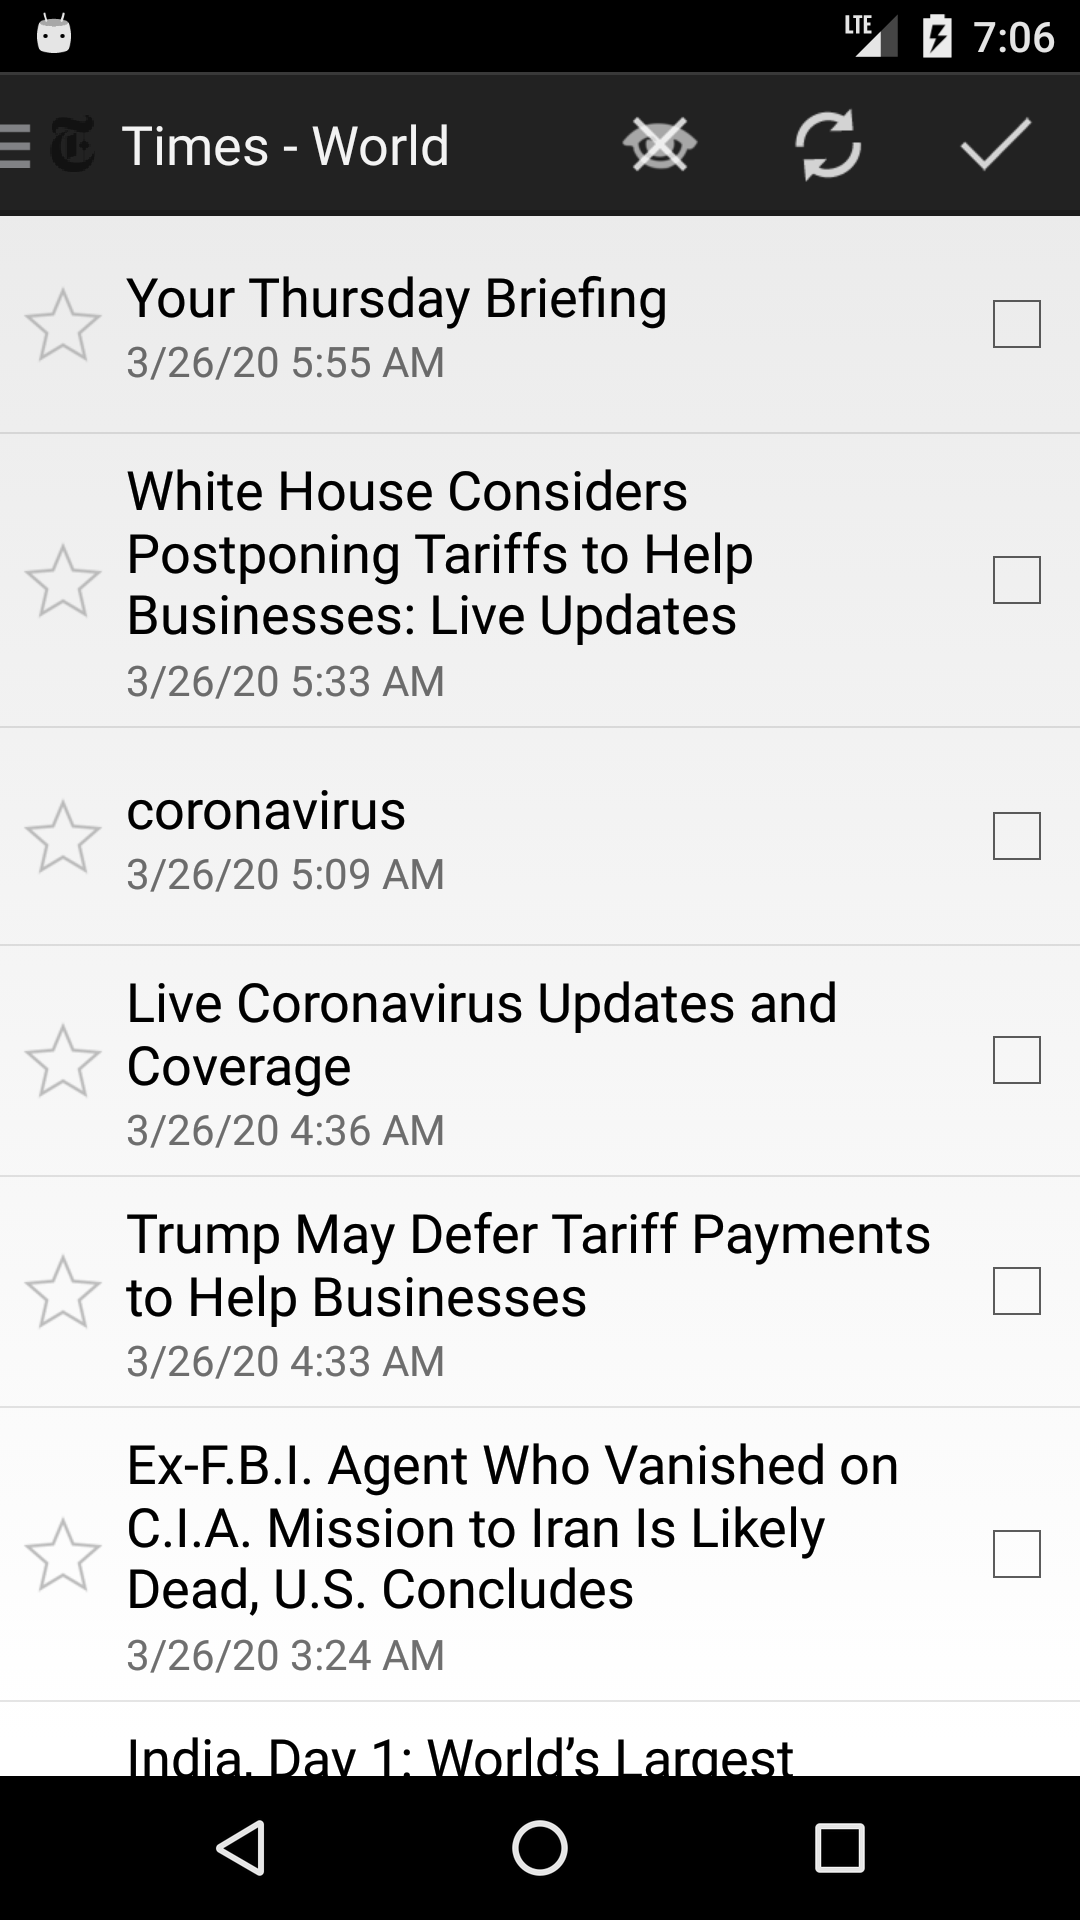 LTE 7:06
Times - World
Your Thursday Briefing
3/26/20 5:55 AM
White House Considers
Postponing Tariffs to Help
Businesses: Live Updates
3/26/20 5:33 AM
coronavirus
3/26/20 5:09 AM
Live Coronavirus Updates and
Coverage
3/26/20 4:36 AM
Trump May Defer Tariff Payments
to Help Businesses
3/26/20 4:33 AM
Ex-F.B.I. Agent Who Vanished on
C.I.A. Mission to Iran Is Likely
Dead, U.S. Concludes
3/26/20 3:24 AM
India, Day 1: World’s Largest